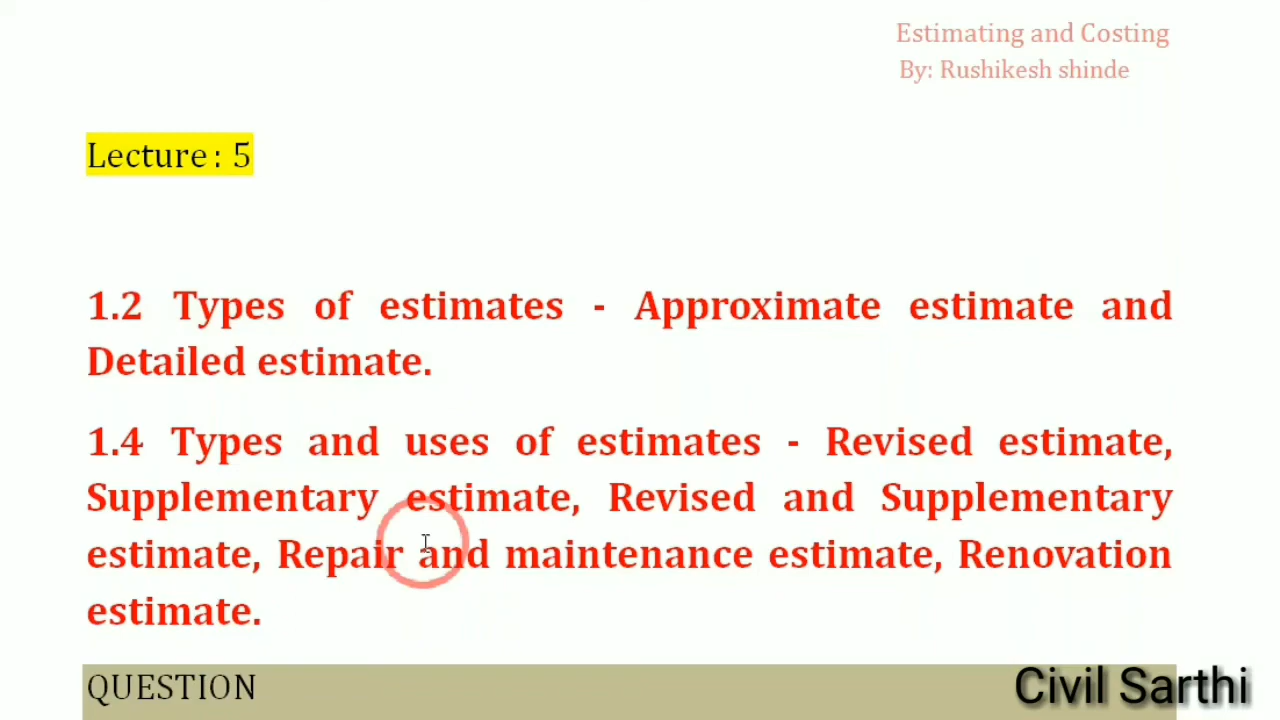 Estimating and Costing
By: Rushikesh shinde
Lecture : 5
1.2 Types of estimates - Approximate estimate and
Detailed estimate.
1.4 Types and uses of estimates - Revised estimate,
Supplementary estimate, Revised and Supplementary
estimate, Repair and maintenance estimate, Renovation
estimate.
QUESTION
Civil Sarthi